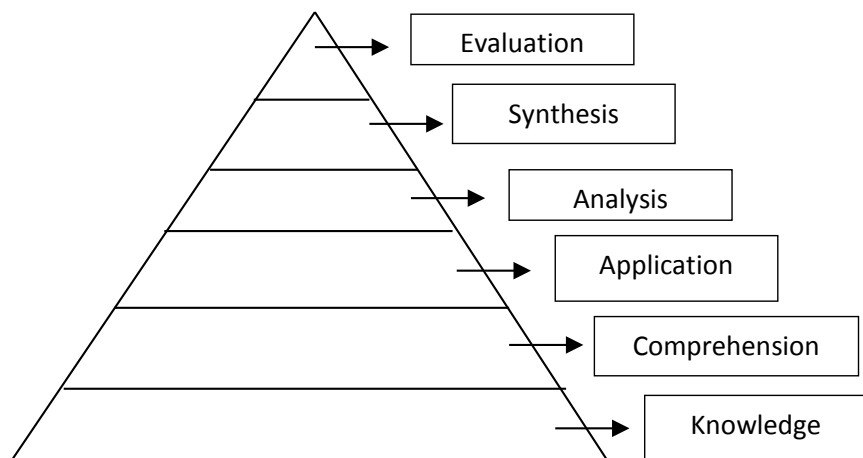 Evaluation
Synthesis
Analysis
Application
Comprehension
Knowledge